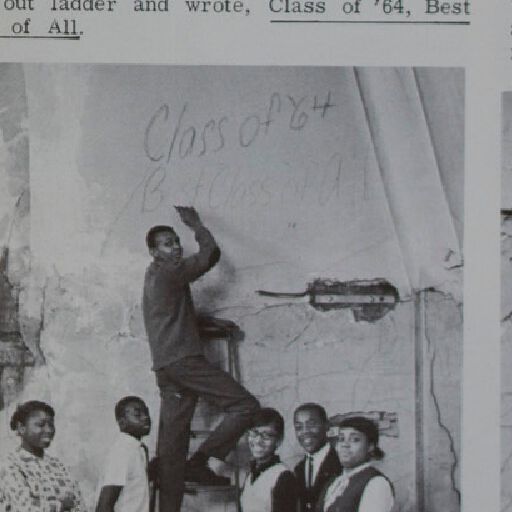 out ladder and wrote, Class of '64, Best
of All.
Class of '64
Best Class of All